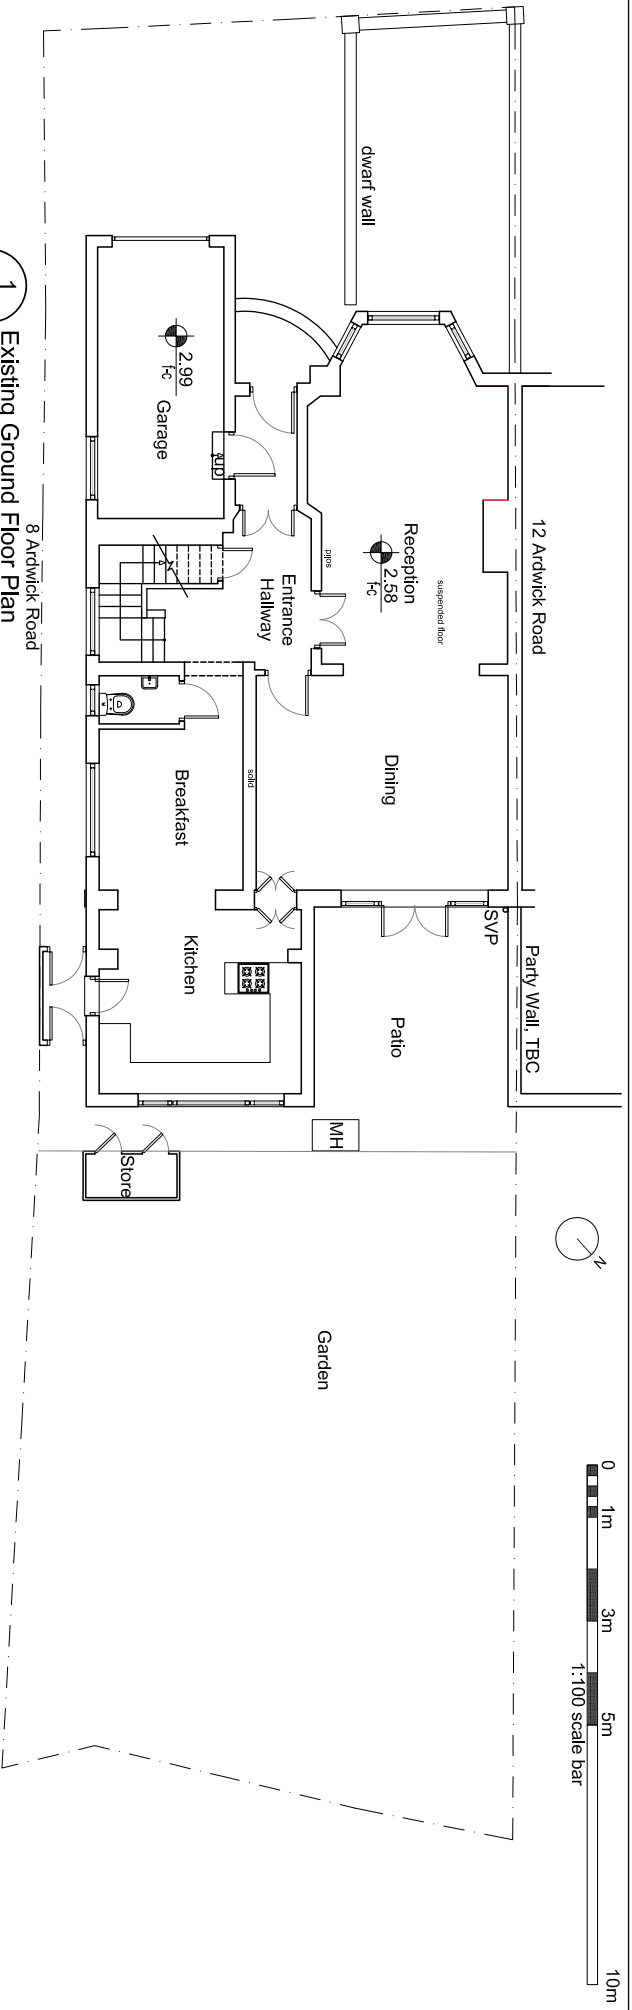 12 Ardwick Road
Party Wall, TBC
dwarf wall
Reception
2.58
f-c
suspended floor
solid
Dining
SVP
Patio
MH
Garden
Entrance
Hallway
up
2.99
f-c
Garage
solid
Breakfast
Kitchen
Store
N
0
1m
3m
5m
10m
1:100 scale bar
8 Ardwick Road
1
Existing Ground Floor Plan